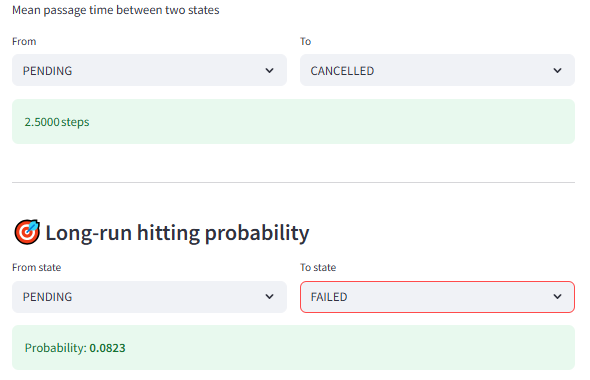 Mean passage time between two states
From
To
PENDING
CANCELLED
2.5000 steps
Long-run hitting probability
From state
To state
PENDING
FAILED
Probability: 0.0823